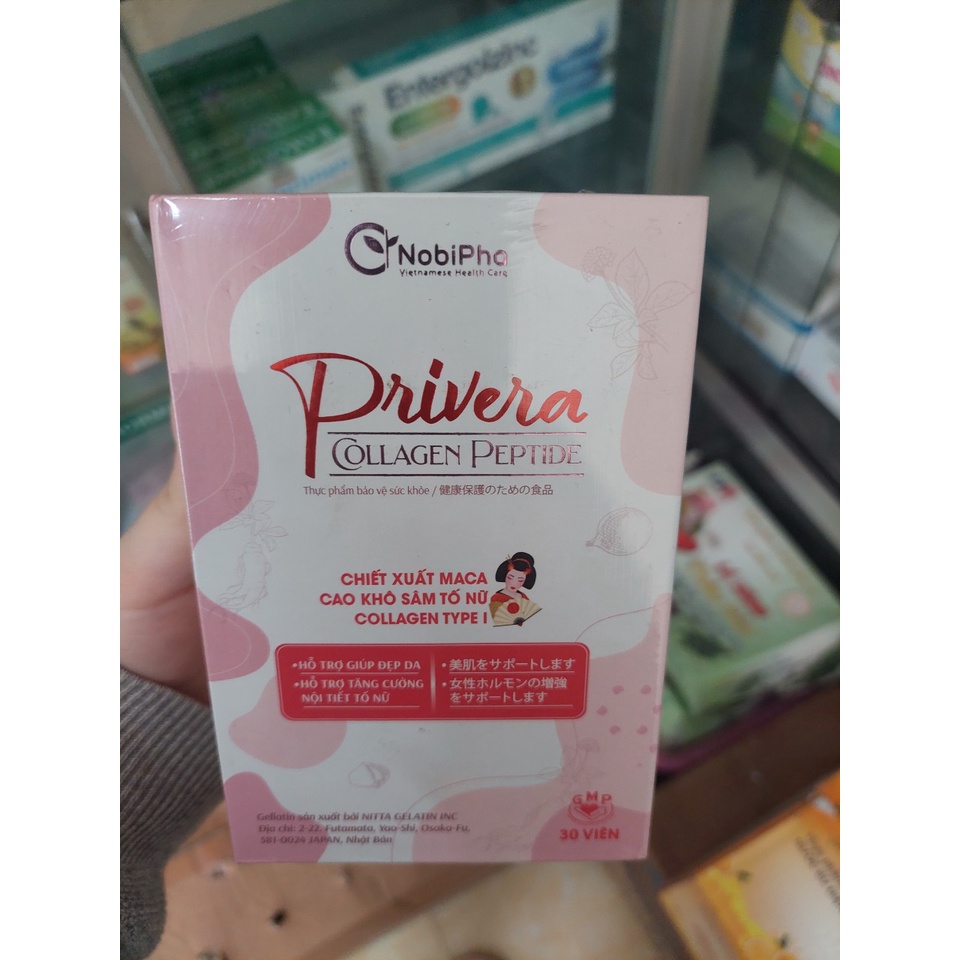 Enterogolzinc
NobiPha
Vietnamese Health Care
Privera
COLLAGEN PEPTIDE
Thực phẩm bảo vệ sức khỏe / 健康保護のための食品
CHIẾT XUẤT MACA
CAO KHÔ SÂM TỐ NỮ
COLLAGEN TYPE I
•HỖ TRỢ GIÚP ĐẸP DA
•HỖ TRỢ TĂNG CƯỜNG
NỘI TIẾT TỐ NỮ
•美肌をサポートします
•女性ホルモンの増強
をサポートします
Geliatin sản xuất bởi NITTA GELATIN INC
Địa chỉ: 2-22, Futamata, Yao-Shi, Osaka-Fu,
581-0024 JAPAN, Nhật Bản
GMP
30 VIÊN